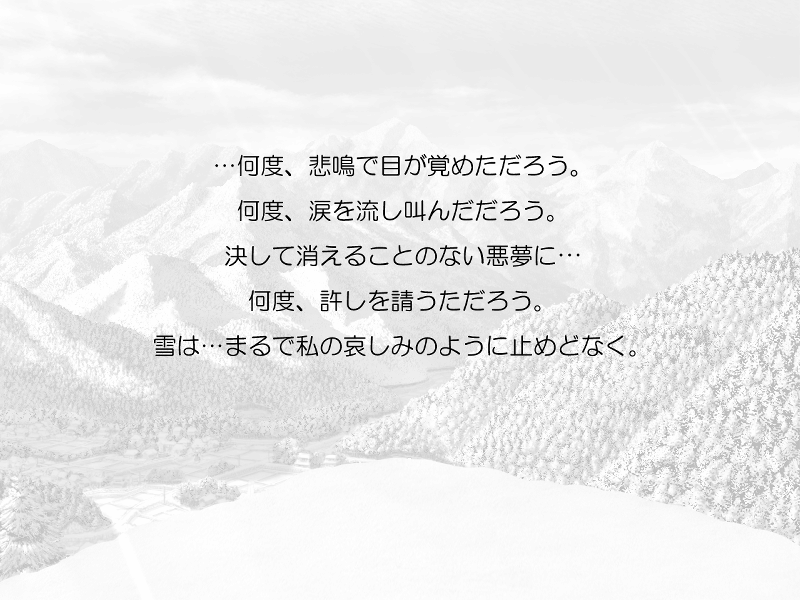 …何度、悲鳴で目が覚めただろう。
何度、涙を流し叫んだだろう。
決して消えることのない悪夢に…
何度、許しを請うただろう。
雪は…まるで私の哀しみのように止めどなく。